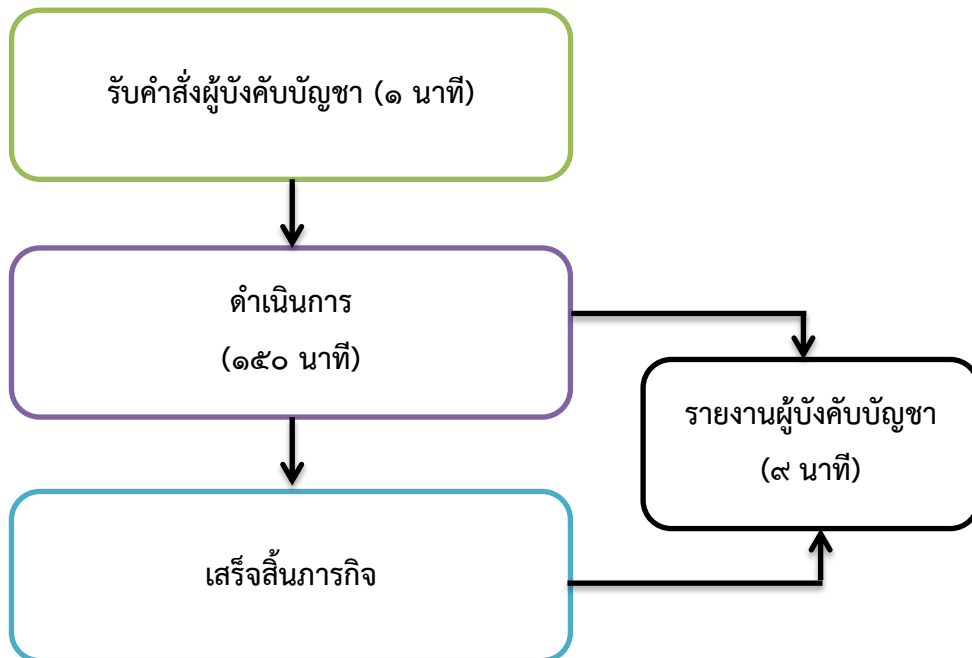 รับคำสั่งผู้บังคับบัญชา (๑ นาที)
ดำเนินการ
(๑๕๐ นาที)
รายงานผู้บังคับบัญชา
(๙ นาที)
เสร็จสิ้นภารกิจ